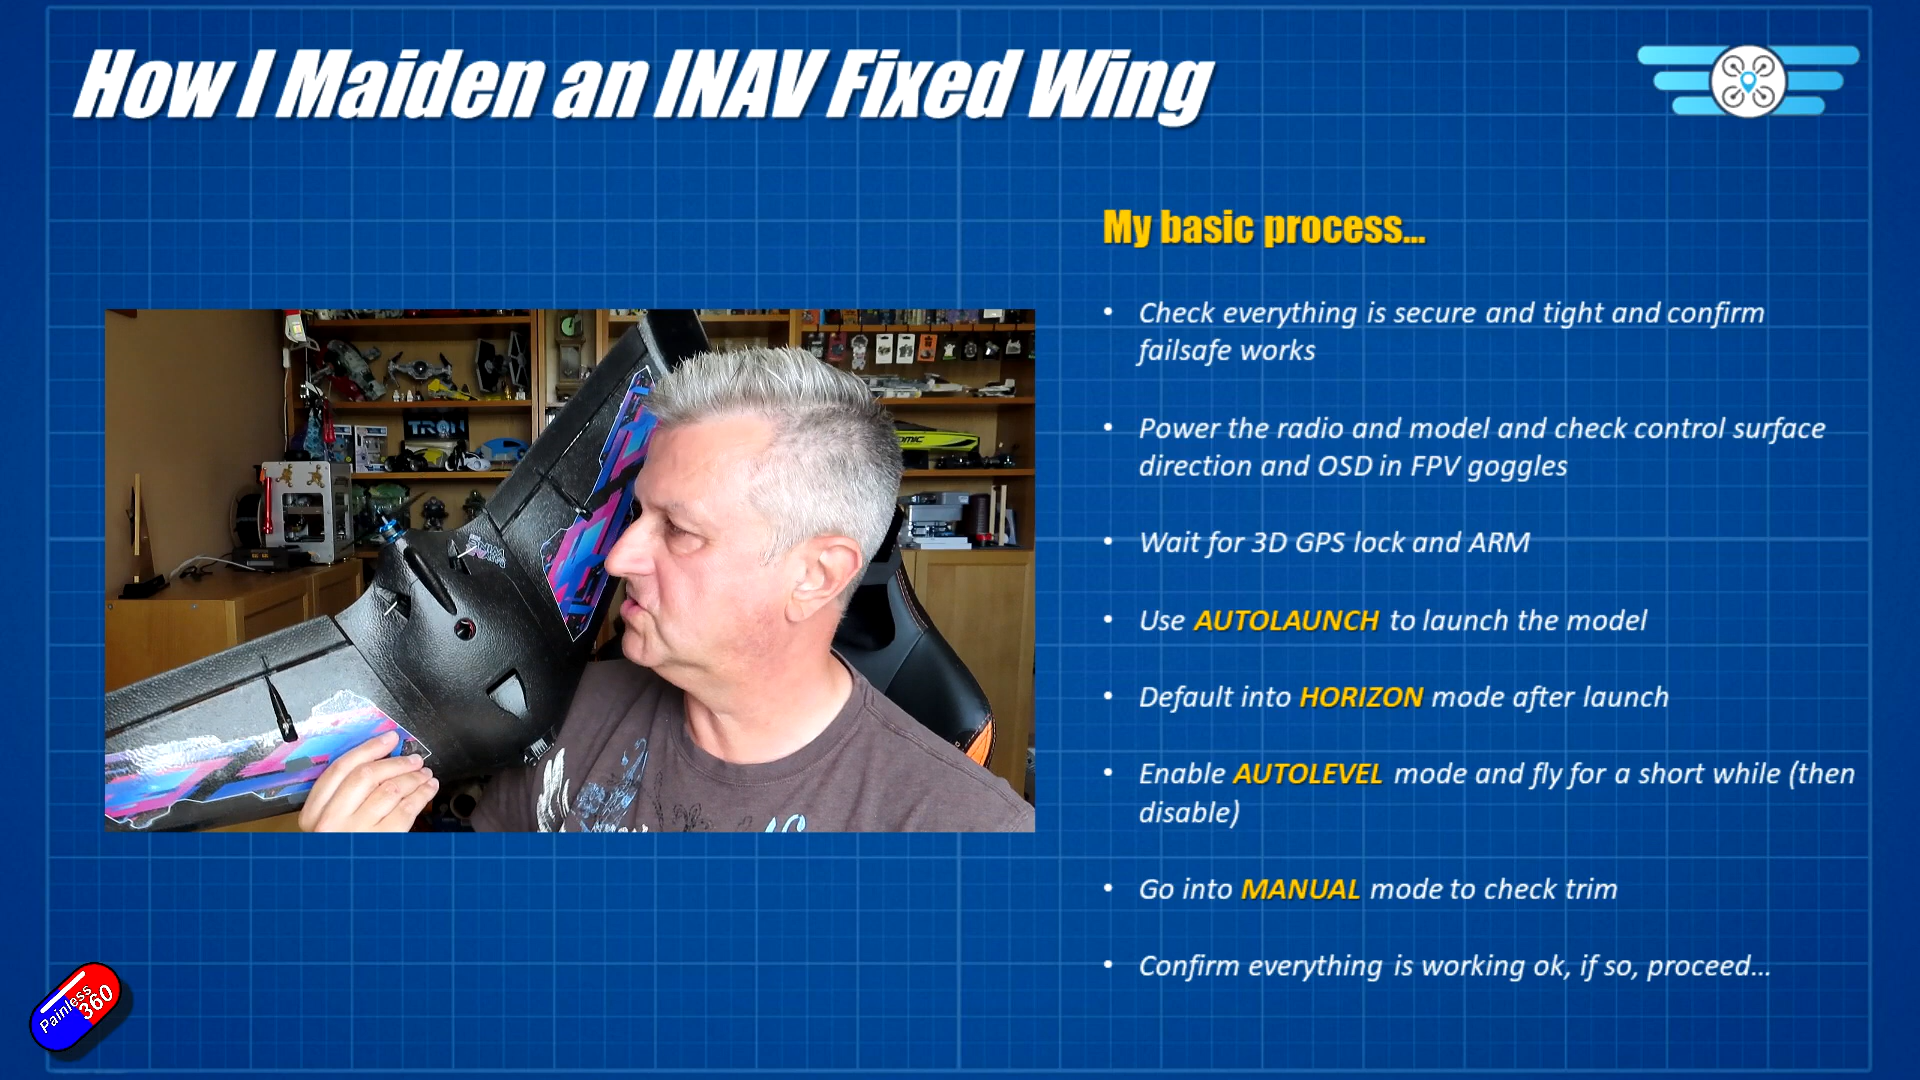 How I Maiden an INAV Fixed Wing
My basic process...
• Check everything is secure and tight and confirm
failsafe works
• Power the radio and model and check control surface
direction and OSD in FPV goggles
• Wait for 3D GPS lock and ARM
• Use AUTOLAUNCH to launch the model
• Default into HORIZON mode after launch
• Enable AUTOLEVEL mode and fly for a short while (then
disable)
• Go into MANUAL mode to check trim
• Confirm everything is working ok, if so, proceed...
TRON
Painless
360